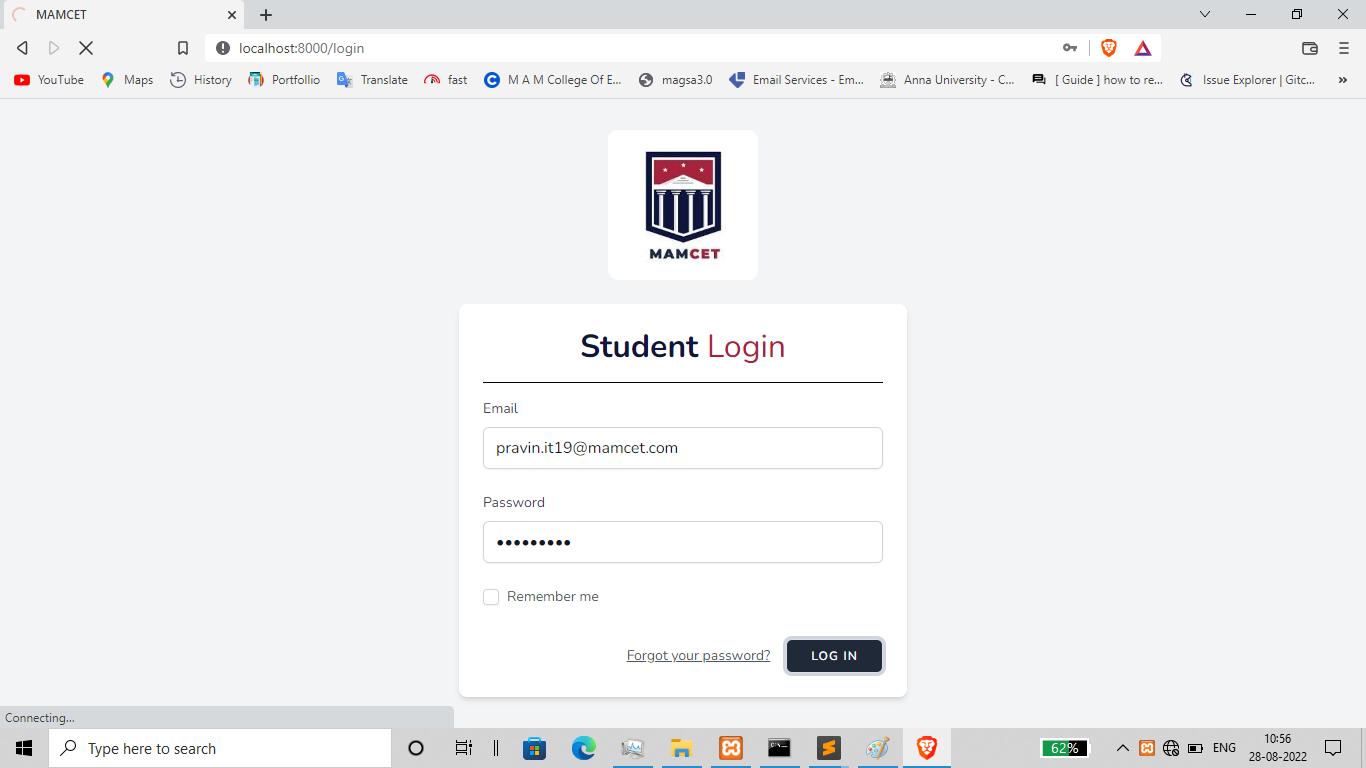 MAMCET
localhost:8000/login
YouTube Maps History Portfollio Translate fast M A M College Of E... magsa3.0 Email Services - Em... Anna University - C... [ Guide ] how to re... Issue Explorer | Gitc... »
MAMCET
Student Login
Email
pravin.it19@mamcet.com
Password
•••••••••
Remember me
Forgot your password? LOG IN
Connecting...
Type here to search
62%
ENG
10:56
28-08-2022